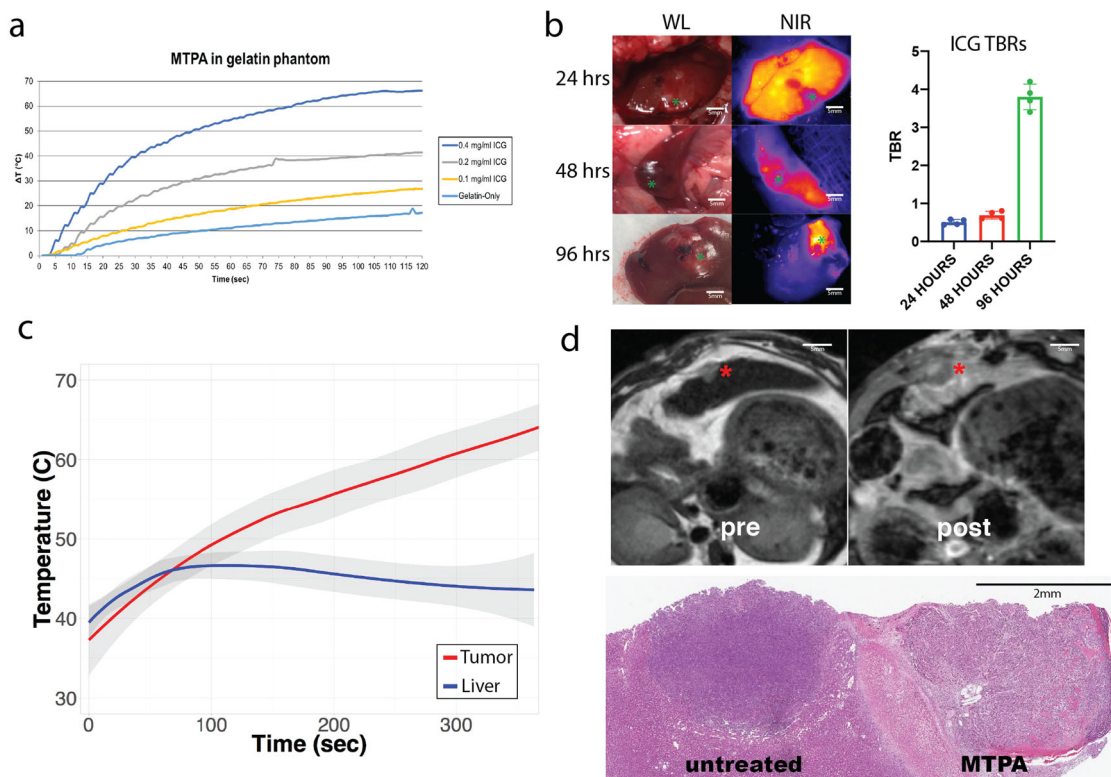 a
MTPA in gelatin phantom
ΔT (°C)
70
60
50
40
30
20
10
0
0 5 10 15 20 25 30 35 40 45 50 55 60 65 70 75 80 85 90 95 100 105 110 115 120
Time (sec)
0.4 mg/ml ICG
0.2 mg/ml ICG
0.1 mg/ml ICG
Gelatin-Only
b
WL NIR
24 hrs
* *
5mm 5mm
48 hrs
* *
5mm 5mm
96 hrs
* *
5mm 5mm
ICG TBRs
TBR
5
4
3
2
1
0
24 HOURS 48 HOURS 96 HOURS
c
Temperature (C)
70
60
50
40
30
0 100 200 300
Time (sec)
Tumor
Liver
d
5mm 5mm
* *
pre post
2mm
untreated MTPA